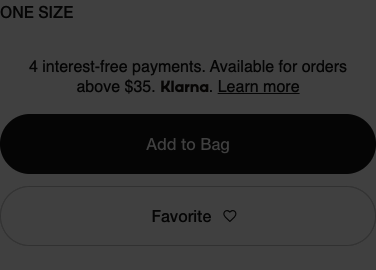 ONE SIZE
4 interest-free payments. Available for orders
above $35. Klarna. Learn more
Add to Bag
Favorite